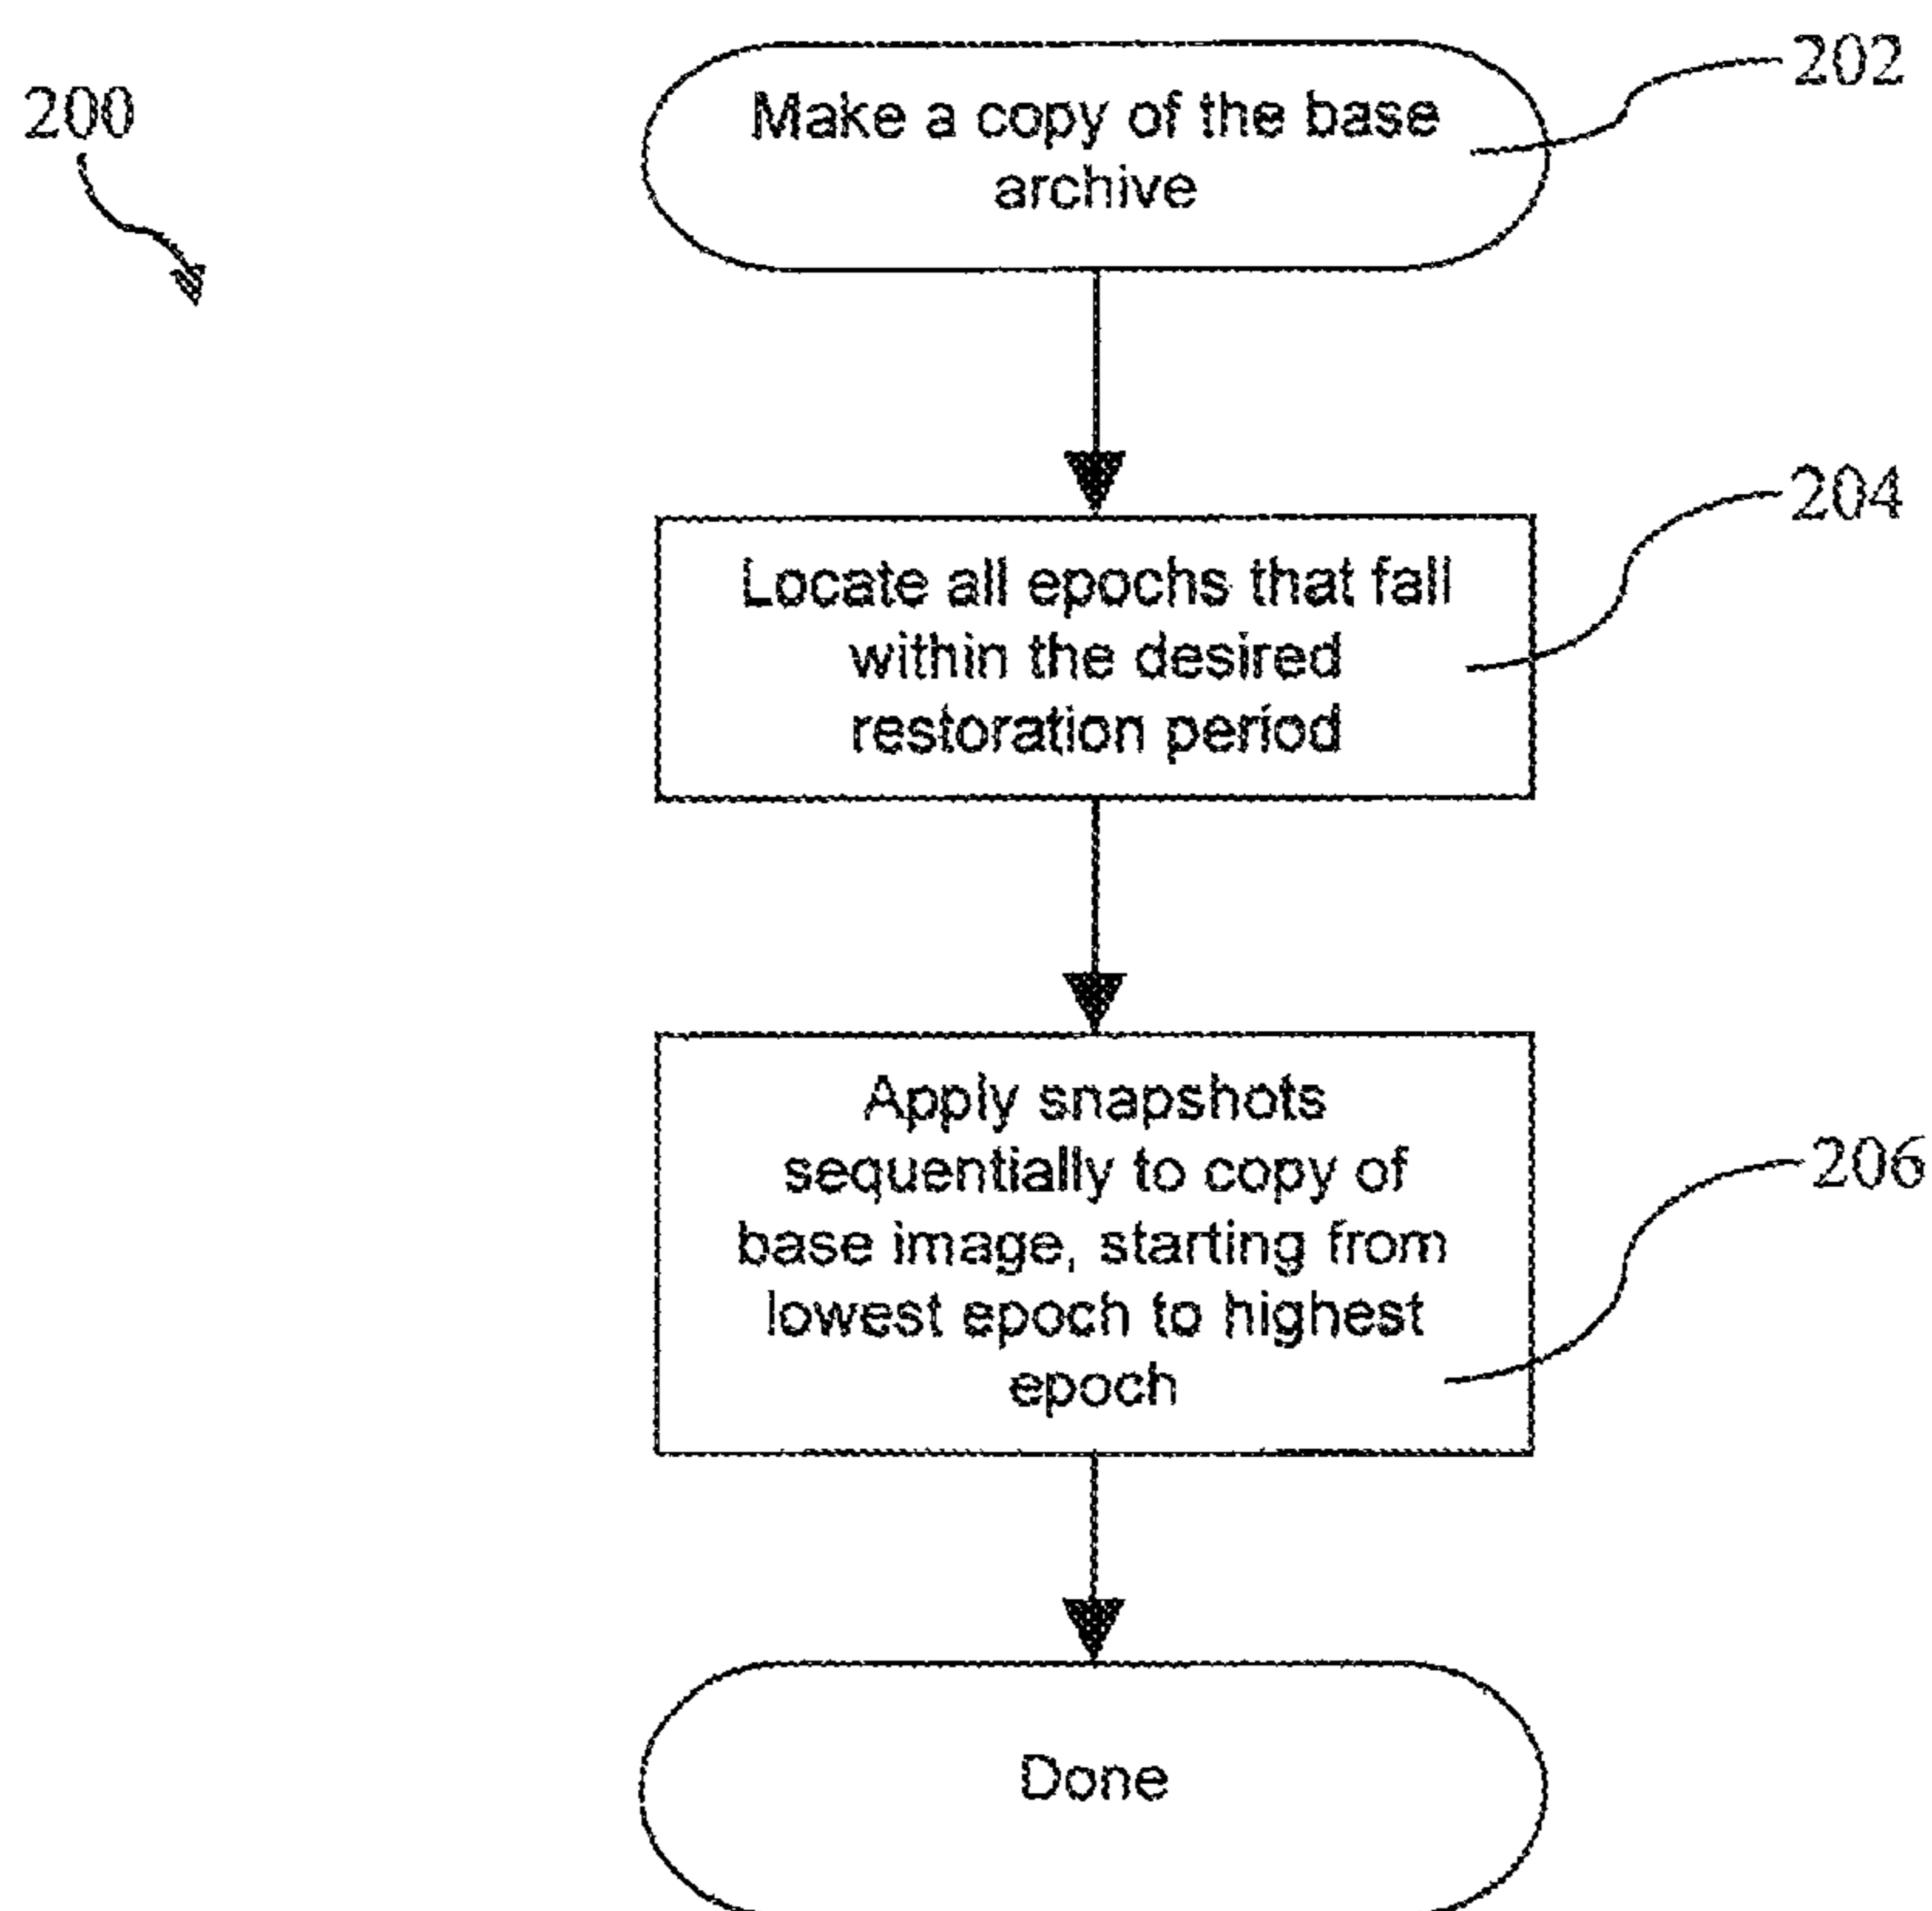 200
202
Make a copy of the base
archive
204
Locate all epochs that fall
within the desired
restoration period
206
Apply snapshots
sequentially to copy of
base image, starting from
lowest epoch to highest
epoch
Done